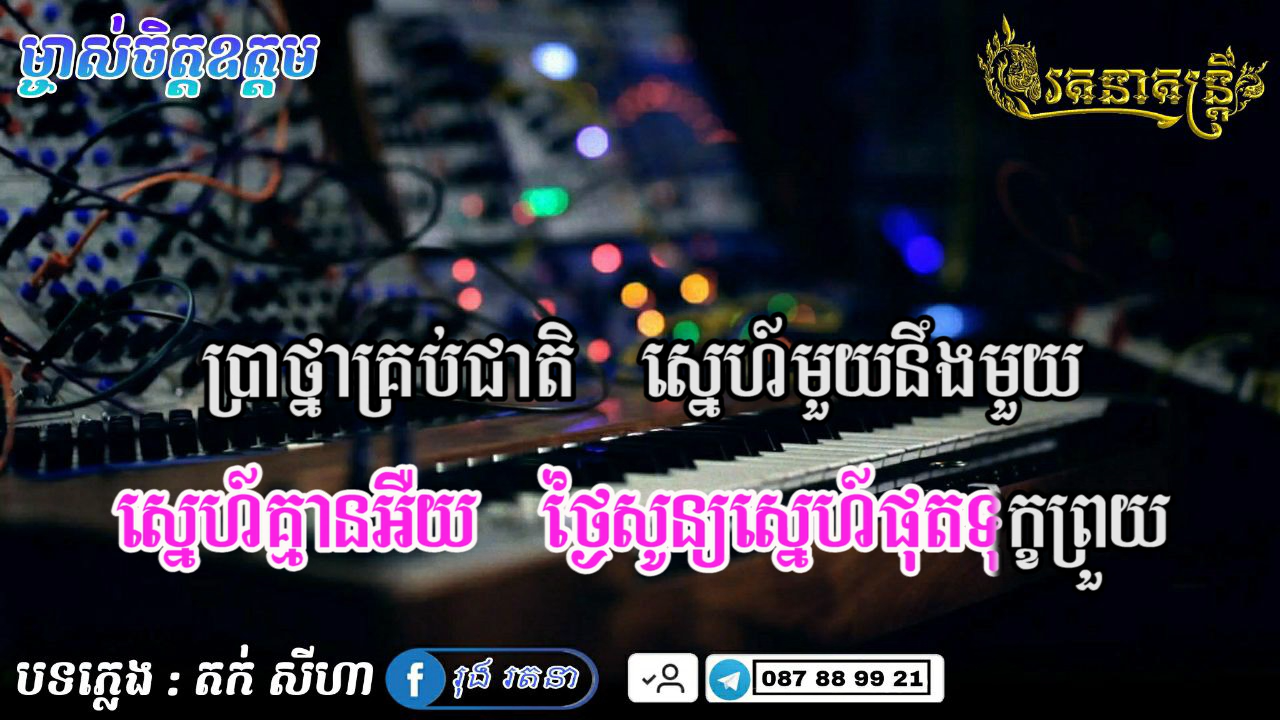 ម្ចាស់ចិត្តឧត្តម
រតនាតន្ត្រី
ប្រាថ្នាគ្រប់ជាតិ ស្នេហ៍មួយនឹងមួយ
ស្នេហ៍គ្មានអឺយ ថ្ងៃសូន្យស្នេហ៍ផុតទុក្ខព្រួយ
បទភ្លេង : តក់ សីហា
រុង រតនា
087 88 99 21